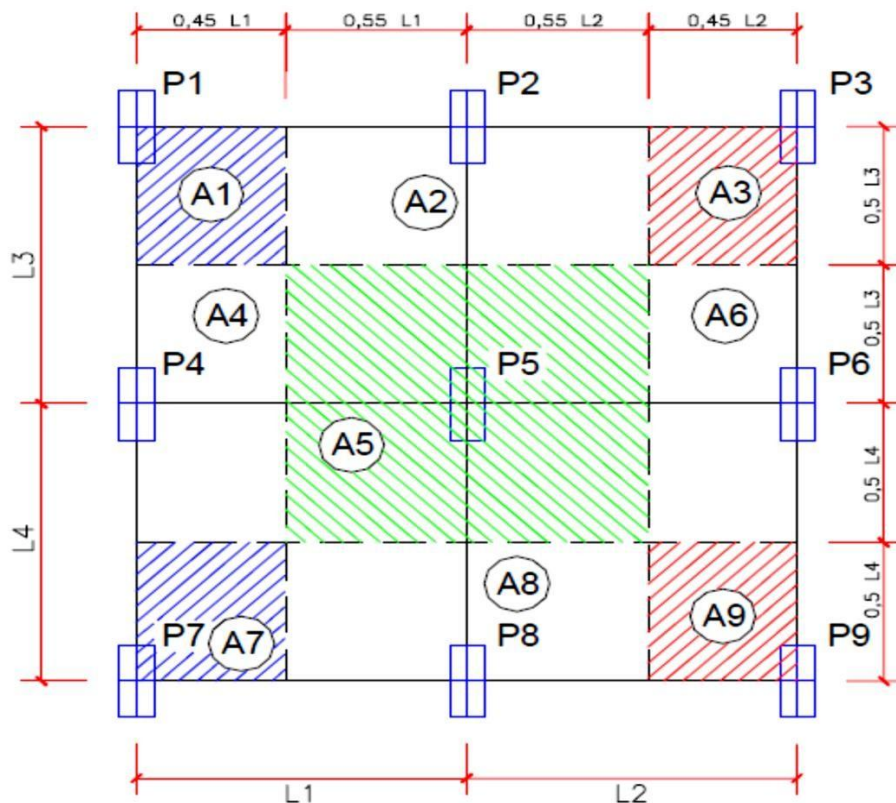 0,45 L1 0,55 L1 0,55 L2 0,45 L2
P1 P2 P3
A1 A2 A3
0,5 L3
L3
A4 A6
0,5 L3
P4 P5 P6
A5
0,5 L4
L4
A8
A9
0,5 L4
P7 A7 P8 P9
L1 L2